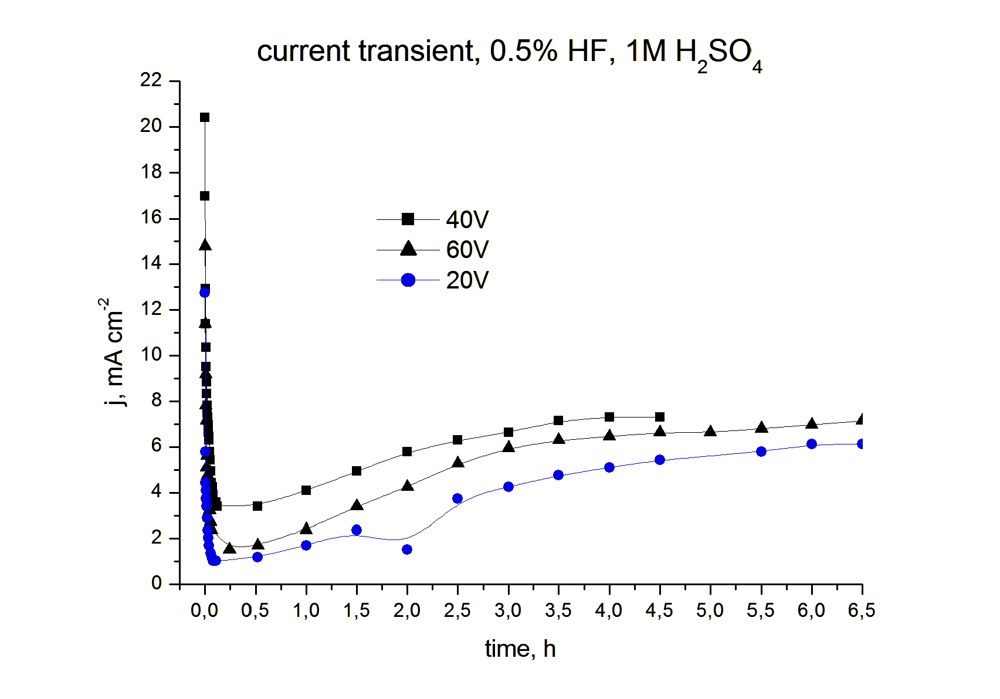 current transient, 0.5% HF, 1M H₂SO₄
22
20
18
16
14
12
10
8
6
4
2
0
j, mA cm⁻²
40V
60V
20V
0,0 0,5 1,0 1,5 2,0 2,5 3,0 3,5 4,0 4,5 5,0 5,5 6,0 6,5
time, h